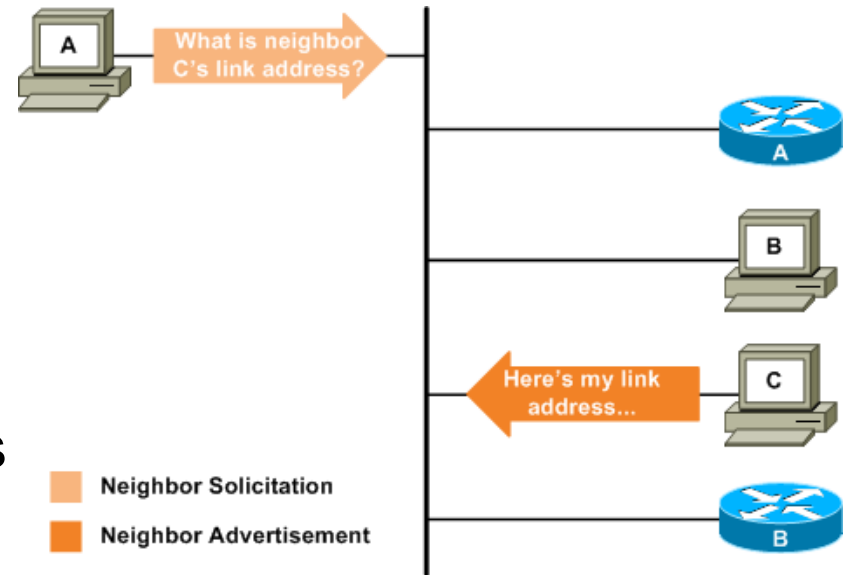 A
What is neighbor
C's link address?
A
B
Here's my link
address...
C
s
Neighbor Solicitation
Neighbor Advertisement
B